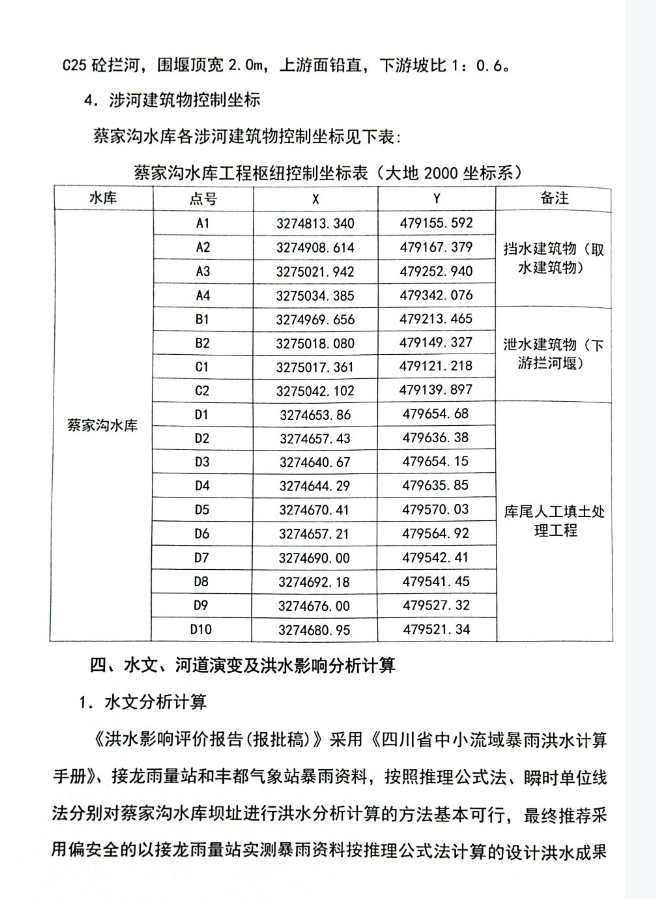 C25 砼拦河，围堰顶宽 2.0m，上游面铅直，下游坡比 1：0.6。
4．涉河建筑物控制坐标
蔡家沟水库各涉河建筑物控制坐标见下表：
蔡家沟水库工程枢纽控制坐标表（大地 2000 坐标系）
水库 点号 X Y 备注
A1 3274813.340 479155.592
A2 3274908.614 479167.379 挡水建筑物（取
A3 3275021.942 479252.940 水建筑物）
A4 3275034.385 479342.076
B1 3274969.656 479213.465
B2 3275018.080 479149.327 泄水建筑物（下
C1 3275017.361 479121.218 游拦河堰）
C2 3275042.102 479139.897
蔡家沟水库 D1 3274653.86 479654.68
D2 3274657.43 479636.38
D3 3274640.67 479654.15
D4 3274644.29 479635.85
D5 3274670.41 479570.03 库尾人工填土处
D6 3274657.21 479564.92 理工程
D7 3274690.00 479542.41
D8 3274692.18 479541.45
D9 3274676.00 479527.32
D10 3274680.95 479521.34
四、水文、河道演变及洪水影响分析计算
1．水文分析计算
《洪水影响评价报告(报批稿)》采用《四川省中小流域暴雨洪水计算
手册》、接龙雨量站和丰都气象站暴雨资料，按照推理公式法、瞬时单位线
法分别对蔡家沟水库坝址进行洪水分析计算的方法基本可行，最终推荐采
用偏安全的以接龙雨量站实测暴雨资料按推理公式法计算的设计洪水成果